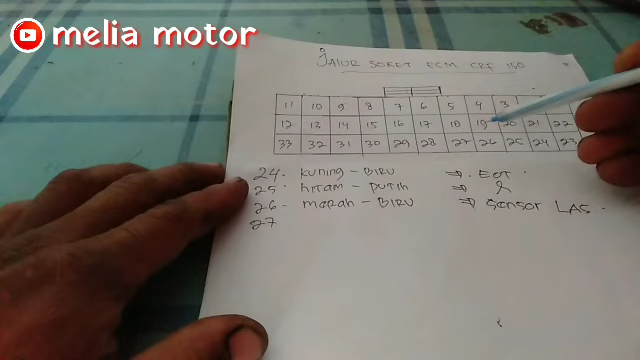 melia motor
JALUR SOKET ECM CRF 150
11 10 9 8 7 6 5 4 3
12 13 14 15 16 17 18 19 20 21 22
33 32 31 30 29 28 27 26 25 24 23
24. KUNING - BIRU ⇒ . EOT .
25. HITAM - PUTIH ⇒
26. MARAH - BIRU ⇒ SENSOR LAS .
27